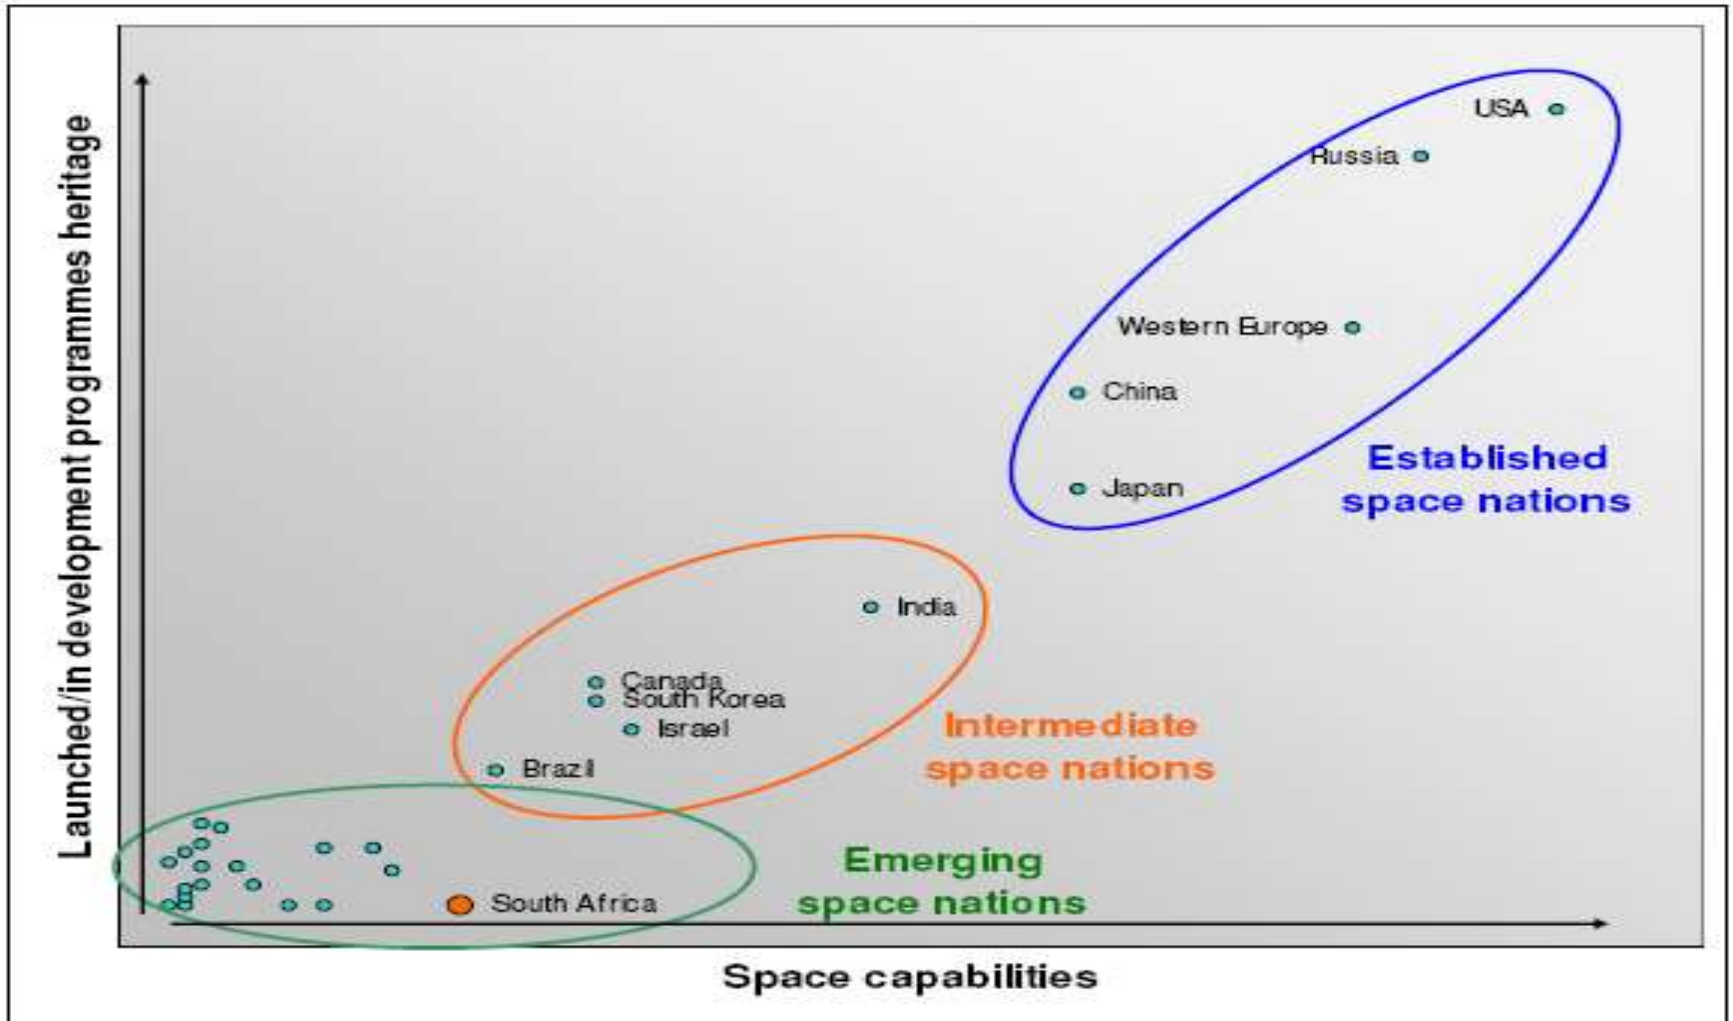 Launched/in development programmes heritage
USA
Russia
Western Europe
China
Japan
Established
space nations
India
Canada
South Korea
Israel
Brazil
Intermediate
space nations
Emerging
space nations
South Africa
Space capabilities